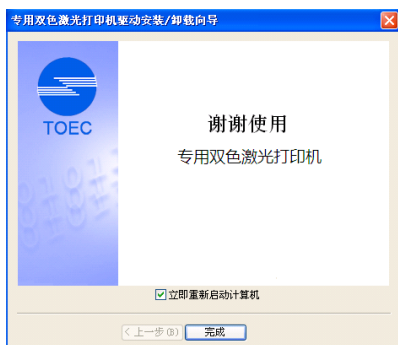 专用双色激光打印机驱动安装/卸载向导
TOEC
谢谢使用
专用双色激光打印机
立即重新启动计算机
<上一步(B)
完成